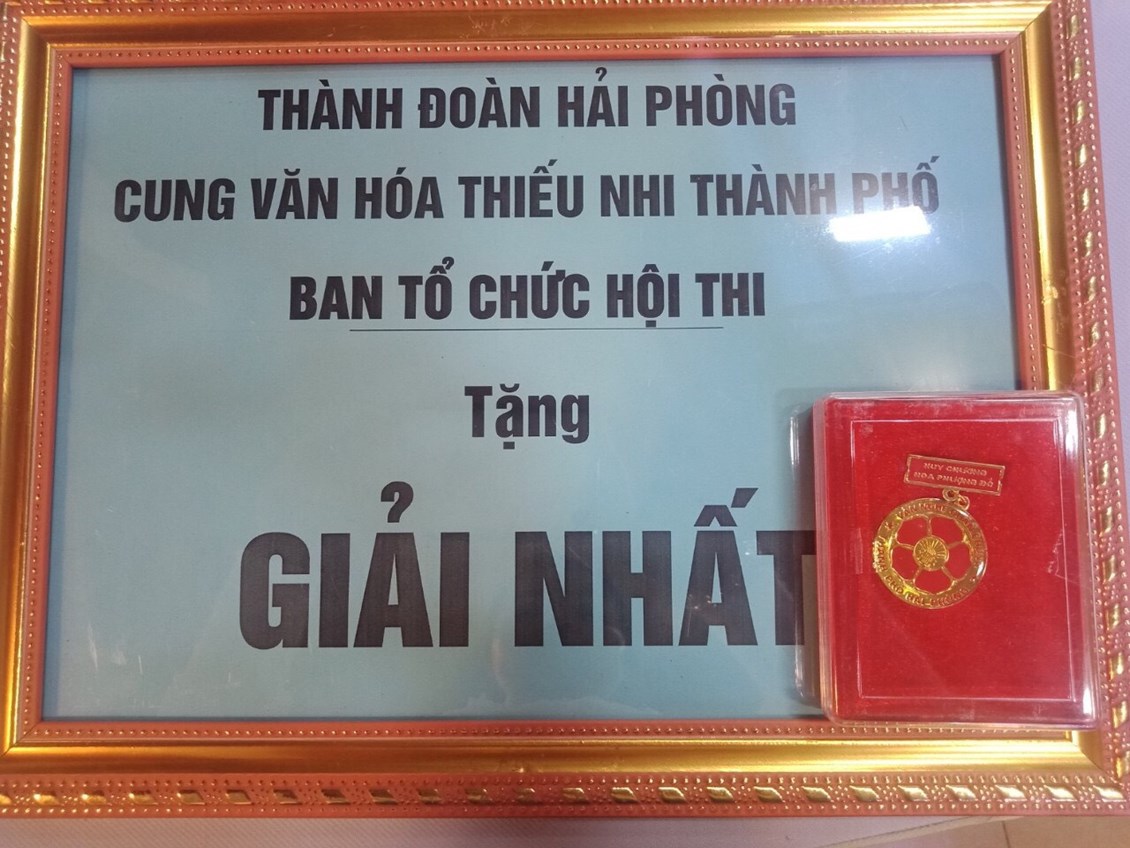 THÀNH ĐOÀN HẢI PHÒNG
CUNG VĂN HÓA THIẾU NHI THÀNH PHỐ
BAN TỔ CHỨC HỘI THI
Tặng
GIẢI NHẤT
HUY CHƯƠNG
HOA PHƯỢNG ĐỎ